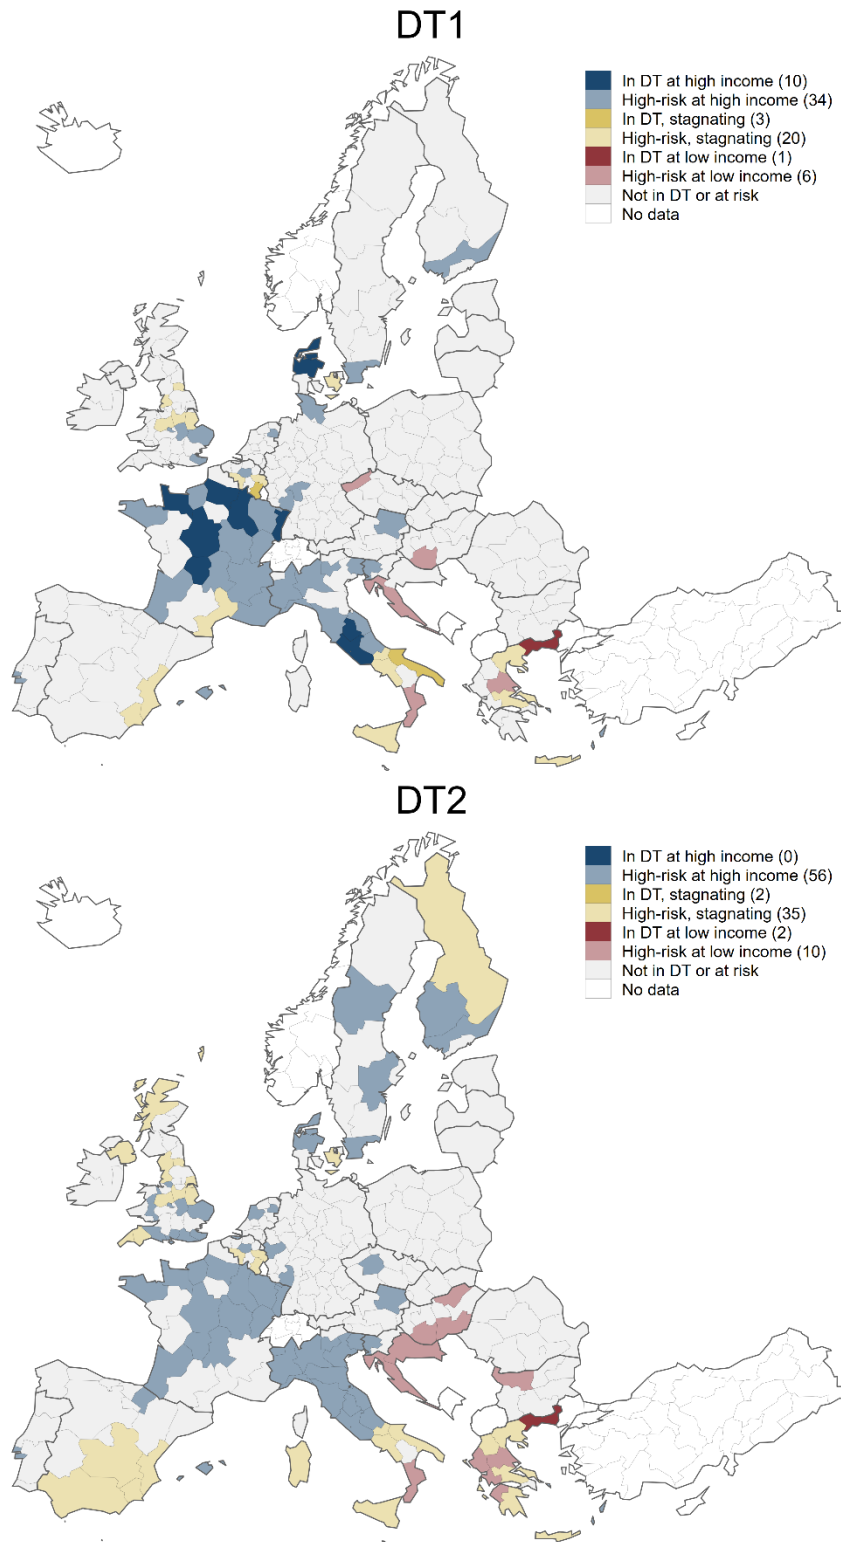 DT1
In DT at high income (10)
High-risk at high income (34)
In DT, stagnating (3)
High-risk, stagnating (20)
In DT at low income (1)
High-risk at low income (6)
Not in DT or at risk
No data
DT2
In DT at high income (0)
High-risk at high income (56)
In DT, stagnating (2)
High-risk, stagnating (35)
In DT at low income (2)
High-risk at low income (10)
Not in DT or at risk
No data